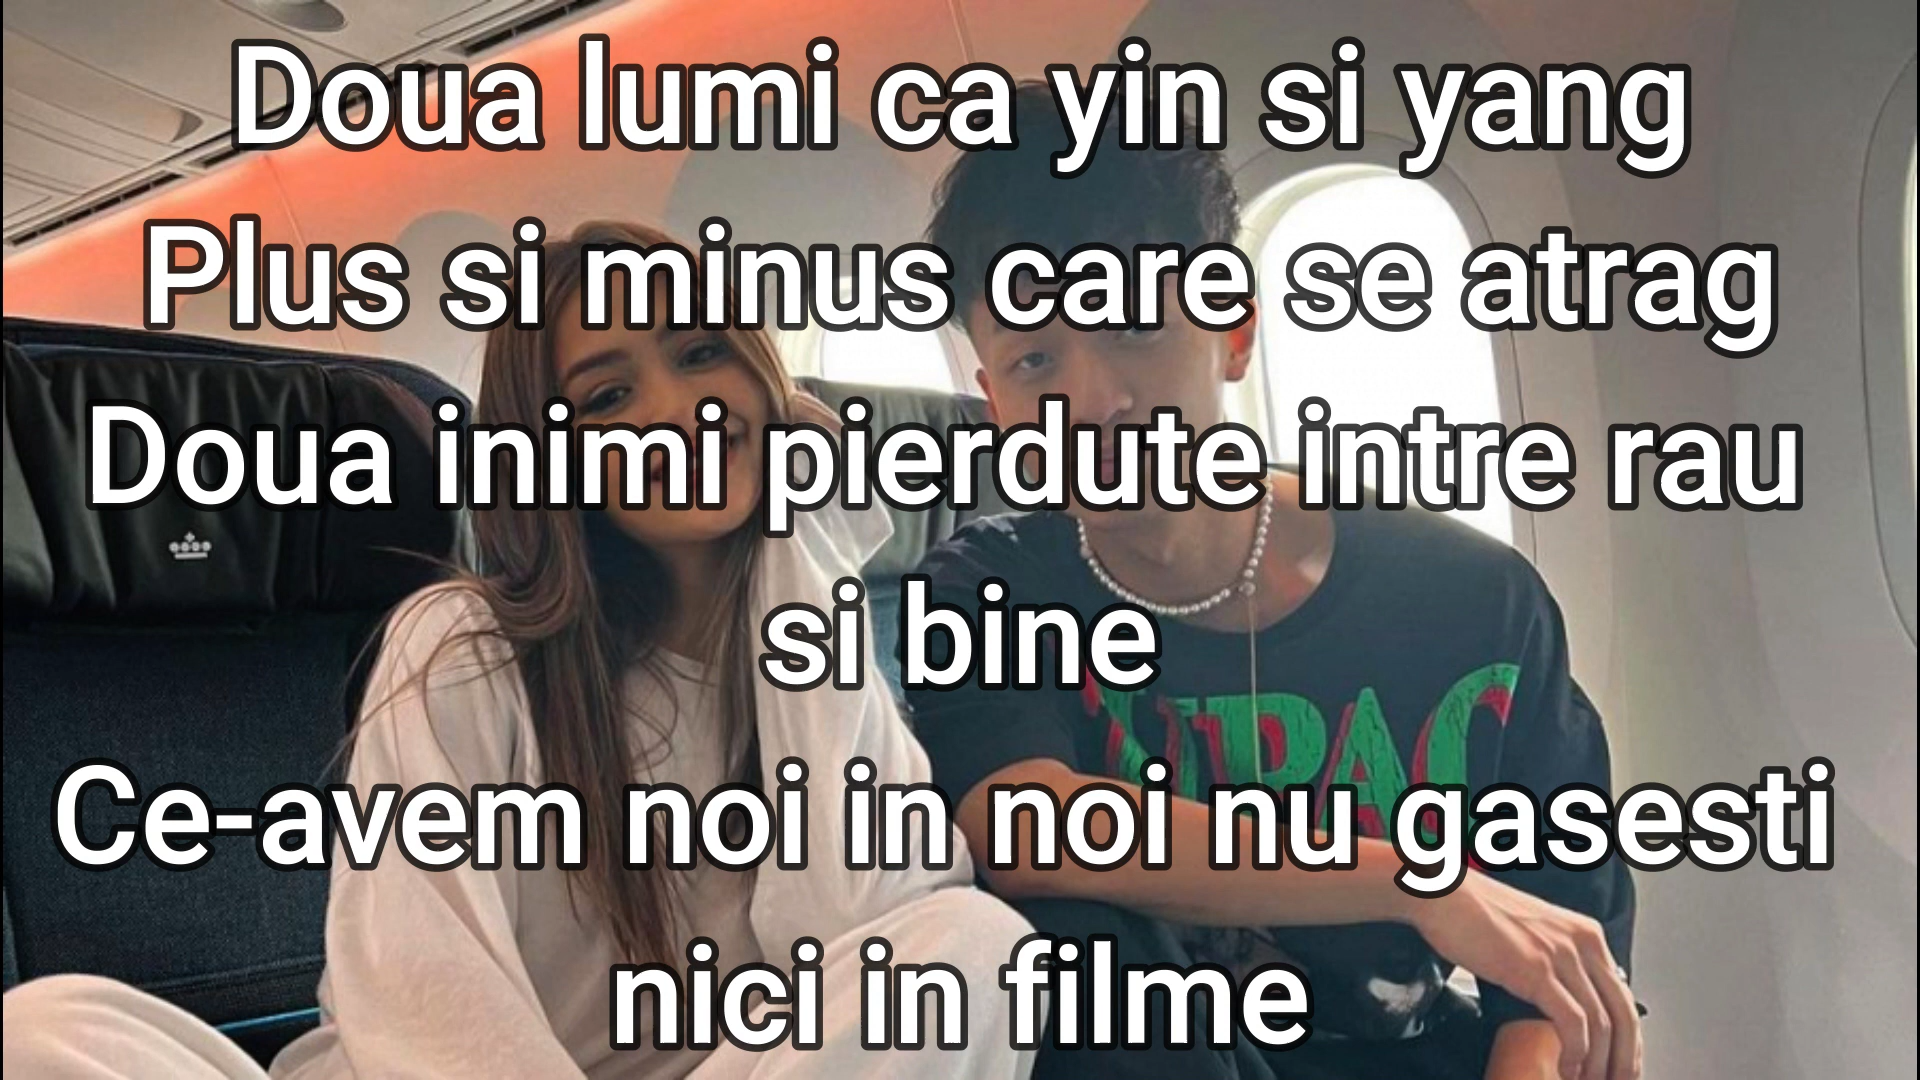 Doua lumi ca yin si yang
Plus si minus care se atrag
Doua inimi pierdute intre rau
si bine
Ce-avem noi in noi nu gasesti
nici in filme
UPAC